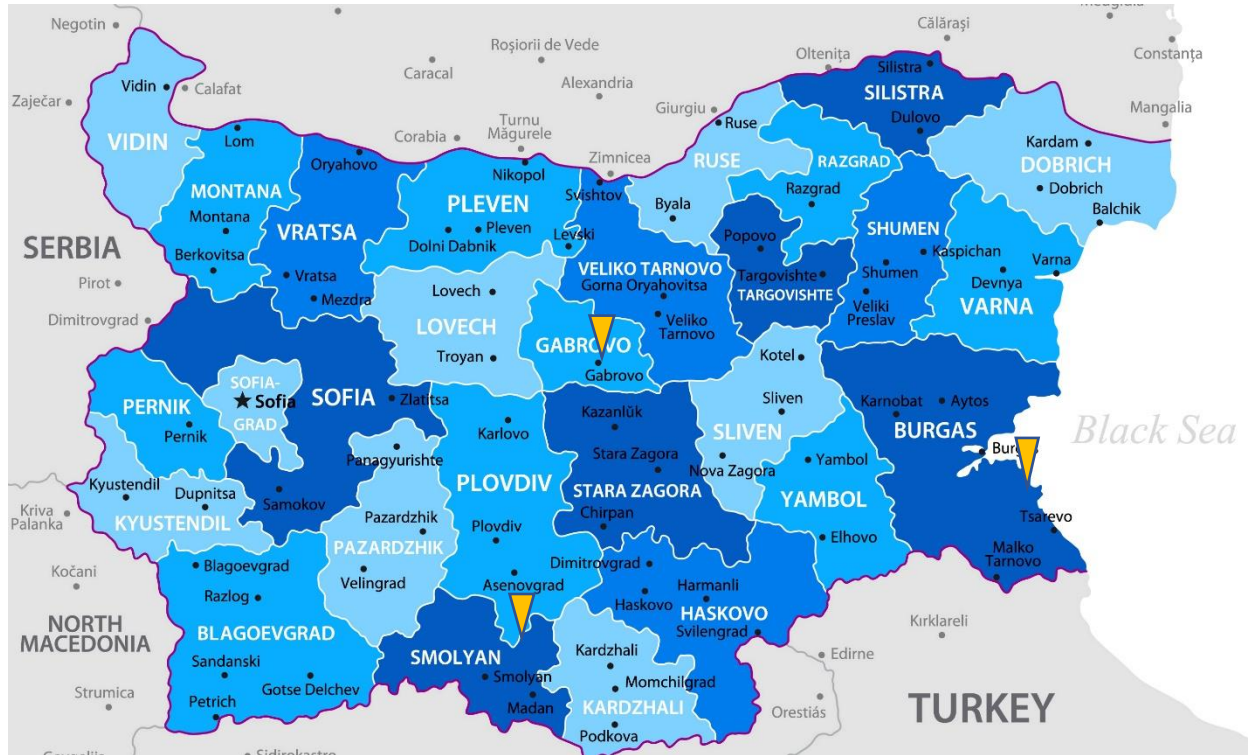 Negotin
Călărași
Constanța
Roșiorii de Vede
Oltenița
Caracal
Silistra
Vidin
Calafat
Alexandria
SILISTRA
Zaječar
Giurgiu
Mangalia
Turnu
Măgurele
Dulovo
Corabia
Ruse
Lom
Kardam
VIDIN
Zimnicea
RUSE
RAZGRAD
DOBRICH
Oryahovo
Nikopol
MONTANA
Svishtov
Razgrad
Dobrich
PLEVEN
Byala
Montana
Balchik
VRATSA
Pleven
SHUMEN
SERBIA
Dolni Dabnik
Levski
Popovo
Berkovitsa
Kaspichan
Varna
Vratsa
VELIKO TARNOVO
Targovishte
Shumen
Pirot
Gorna Oryahovitsa
Devnya
Lovech
TARGOVISHTE
Mezdra
Veliki
Preslav
VARNA
Dimitrovgrad
Veliko
Tarnovo
LOVECH
GABROVO
Troyan
Kotel
Gabrovo
SOFIA-
GRAD
Sofia
SOFIA
Zlatitsa
Sliven
Karnobat
Aytos
PERNIK
Kazanlŭk
Pernik
Karlovo
SLIVEN
BURGAS
Black Sea
Panagyurishte
Stara Zagora
Nova Zagora
Yambol
Kyustendil
Dupnitsa
PLOVDIV
STARA ZAGORA
YAMBOL
Samokov
Kriva
Palanka
KYUSTENDIL
Pazardzhik
Chirpan
Tsarevo
Plovdiv
Elhovo
PAZARDZHIK
Malko
Tarnovo
Blagoevgrad
Dimitrovgrad
Kočani
Velingrad
Asenovgrad
Harmanli
Razlog
Haskovo
NORTH
MACEDONIA
HASKOVO
BLAGOEVGRAD
Svilengrad
Kırklareli
Kardzhali
Edirne
SMOLYAN
Sandanski
Smolyan
Momchilgrad
Gotse Delchev
Strumica
Madan
KARDZHALI
TURKEY
Petrich
Orestiás
Podkova